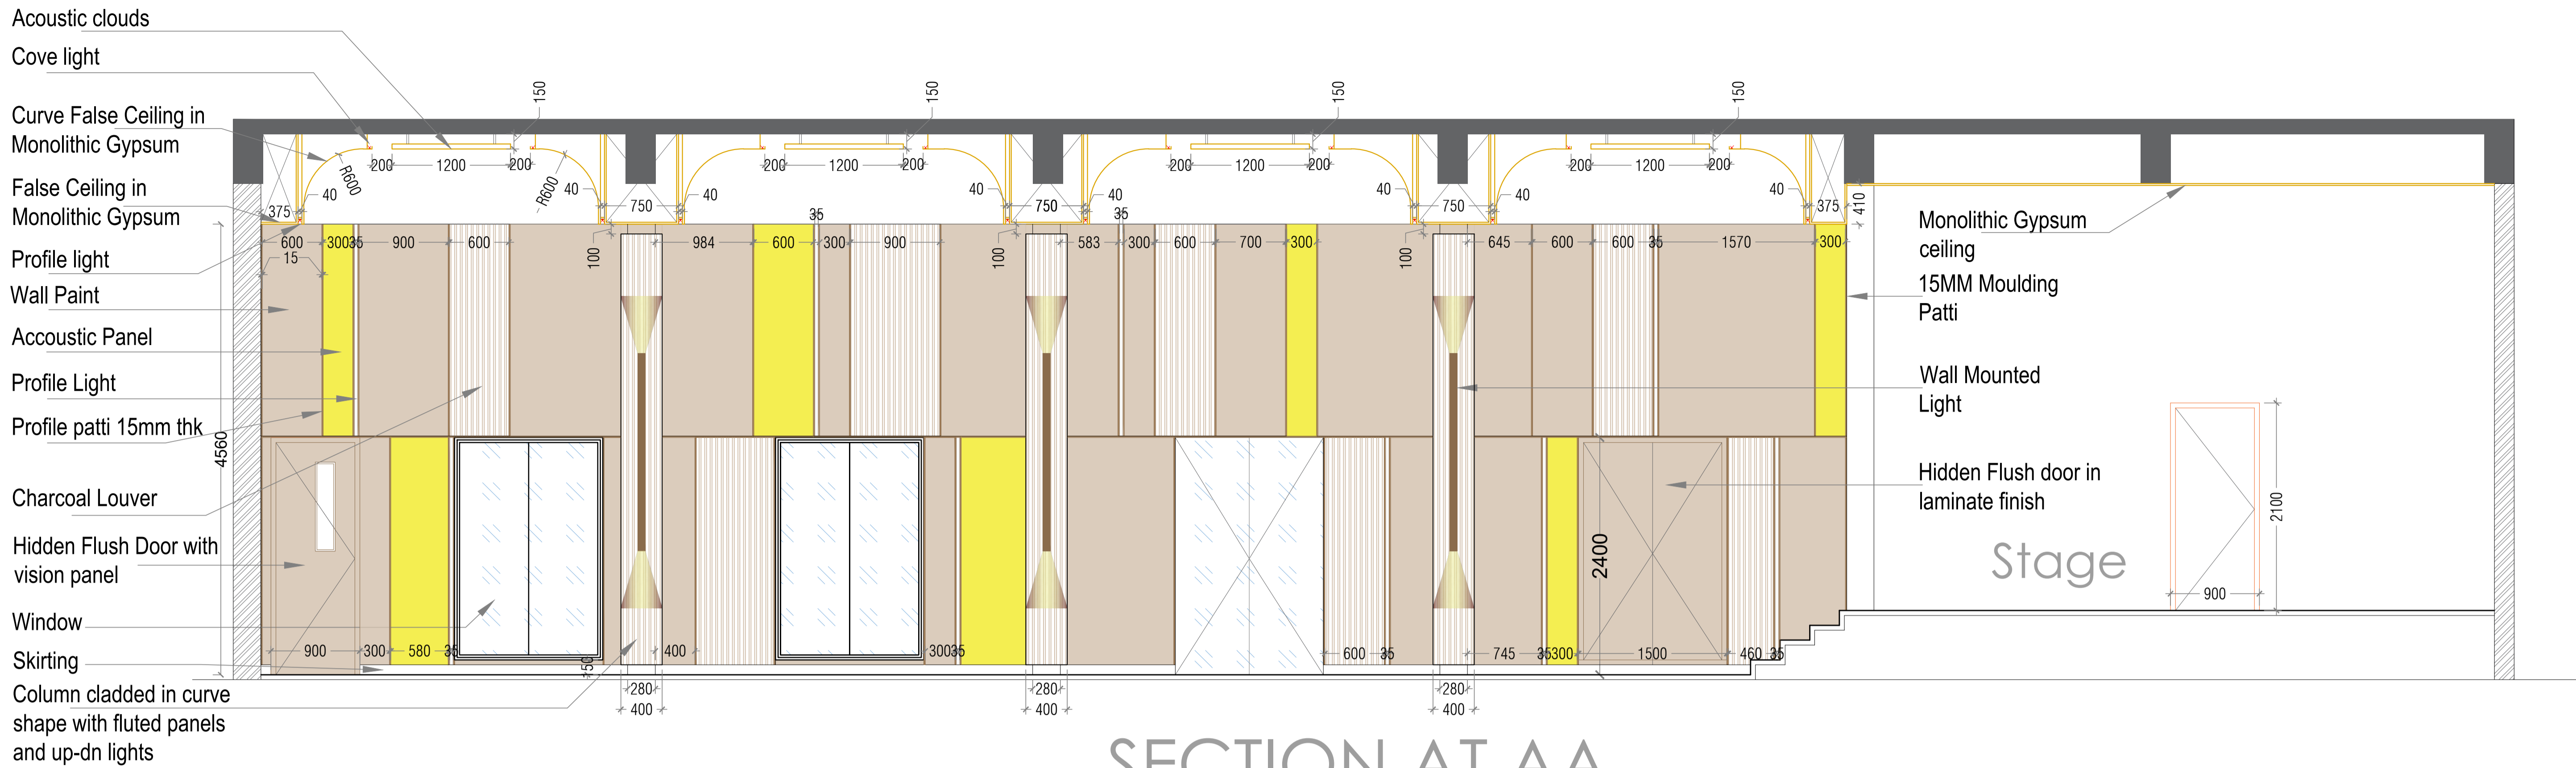 Acoustic clouds
Cove light
Curve False Ceiling in
Monolithic Gypsum
False Ceiling in
Monolithic Gypsum
Profile light
Wall Paint
Accoustic Panel
Profile Light
Profile patti 15mm thk
4560
Charcoal Louver
Hidden Flush Door with
vision panel
Window
Skirting
Column cladded in curve
shape with fluted panels
and up-dn lights
150 150 150 150
200 1200 200 200 1200 200 200 1200 200 200 1200 200
R600 R600
40 40 40 40 40 40 40 40
375 750 750 750 375 410
35 35
600 300 35 900 600 984 600 300 900 583 300 600 700 300 645 600 600 35 1570 300
15 100 100 100
Monolithic Gypsum
ceiling
15MM Moulding
Patti
Wall Mounted
Light
Hidden Flush door in
laminate finish
Stage
2100
900
2400
900 300 580 35 400 300 35 600 35 745 35 300 1500 460 35
280 280 280
400 400 400
SECTION AT AA